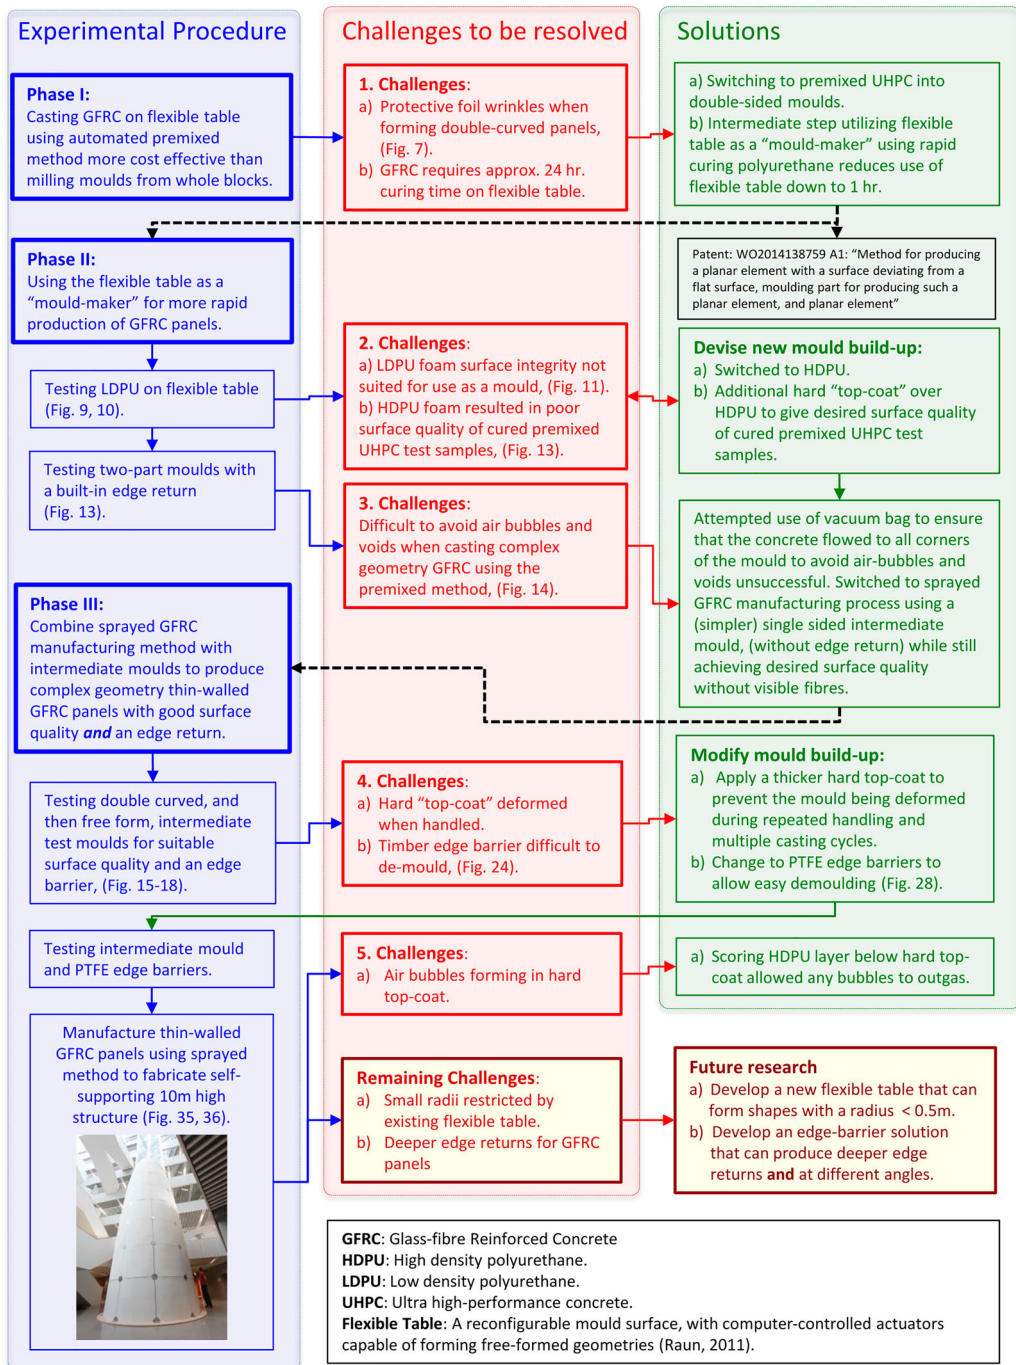 Experimental Procedure
Phase I:
Casting GFRC on flexible table
using automated premixed
method more cost effective than
milling moulds from whole blocks.
Phase II:
Using the flexible table as a
“mould-maker” for more rapid
production of GFRC panels.
Testing LDPU on flexible table
(Fig. 9, 10).
Testing two-part moulds with
a built-in edge return
(Fig. 13).
Phase III:
Combine sprayed GFRC
manufacturing method with
intermediate moulds to produce
complex geometry thin-walled
GFRC panels with good surface
quality and an edge return.
Testing double curved, and
then free form, intermediate
test moulds for suitable
surface quality and an edge
barrier, (Fig. 15-18).
Testing intermediate mould
and PTFE edge barriers.
Manufacture thin-walled
GFRC panels using sprayed
method to fabricate self-
supporting 10m high
structure (Fig. 35, 36).
Challenges to be resolved
1. Challenges:
a) Protective foil wrinkles when
forming double-curved panels,
(Fig. 7).
b) GFRC requires approx. 24 hr.
curing time on flexible table.
2. Challenges:
a) LDPU foam surface integrity not
suited for use as a mould, (Fig. 11).
b) HDPU foam resulted in poor
surface quality of cured premixed
UHPC test samples, (Fig. 13).
3. Challenges:
Difficult to avoid air bubbles and
voids when casting complex
geometry GFRC using the
premixed method, (Fig. 14).
4. Challenges:
a) Hard “top-coat” deformed
when handled.
b) Timber edge barrier difficult to
de-mould, (Fig. 24).
5. Challenges:
a) Air bubbles forming in hard
top-coat.
Remaining Challenges:
a) Small radii restricted by
existing flexible table.
b) Deeper edge returns for GFRC
panels
Solutions
a) Switching to premixed UHPC into
double-sided moulds.
b) Intermediate step utilizing flexible
table as a “mould-maker” using rapid
curing polyurethane reduces use of
flexible table down to 1 hr.
Patent: WO2014138759 A1: “Method for producing
a planar element with a surface deviating from a
flat surface, moulding part for producing such a
planar element, and planar element”
Devise new mould build-up:
a) Switched to HDPU.
b) Additional hard “top-coat” over
HDPU to give desired surface quality
of cured premixed UHPC test
samples.
Attempted use of vacuum bag to ensure
that the concrete flowed to all corners
of the mould to avoid air-bubbles and
voids unsuccessful. Switched to sprayed
GFRC manufacturing process using a
(simpler) single sided intermediate
mould, (without edge return) while still
achieving desired surface quality
without visible fibres.
Modify mould build-up:
a) Apply a thicker hard top-coat to
prevent the mould being deformed
during repeated handling and
multiple casting cycles.
b) Change to PTFE edge barriers to
allow easy demoulding (Fig. 28).
a) Scoring HDPU layer below hard top-
coat allowed any bubbles to outgas.
Future research
a) Develop a new flexible table that can
form shapes with a radius < 0.5m.
b) Develop an edge-barrier solution
that can produce deeper edge
returns and at different angles.
GFRC: Glass-fibre Reinforced Concrete
HDPU: High density polyurethane.
LDPU: Low density polyurethane.
UHPC: Ultra high-performance concrete.
Flexible Table: A reconfigurable mould surface, with computer-controlled actuators
capable of forming free-formed geometries (Raun, 2011).